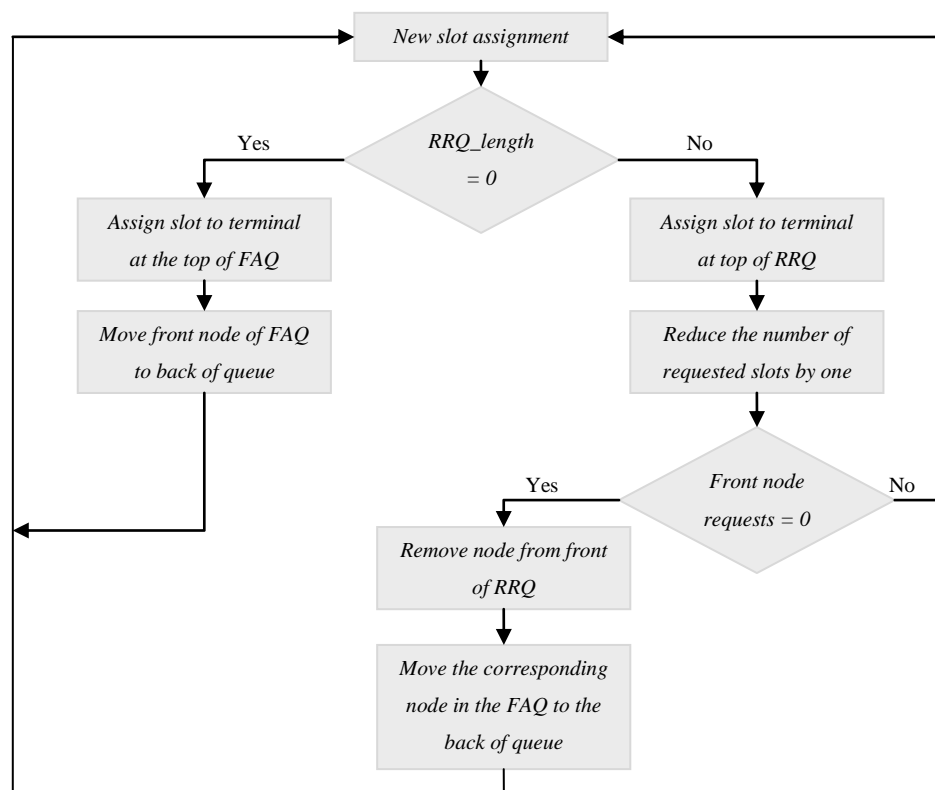 New slot assignment
RRQ_length
= 0
Yes
No
Assign slot to terminal
at the top of FAQ
Assign slot to terminal
at top of RRQ
Move front node of FAQ
to back of queue
Reduce the number of
requested slots by one
Front node
requests = 0
Yes
No
Remove node from front
of RRQ
Move the corresponding
node in the FAQ to the
back of queue